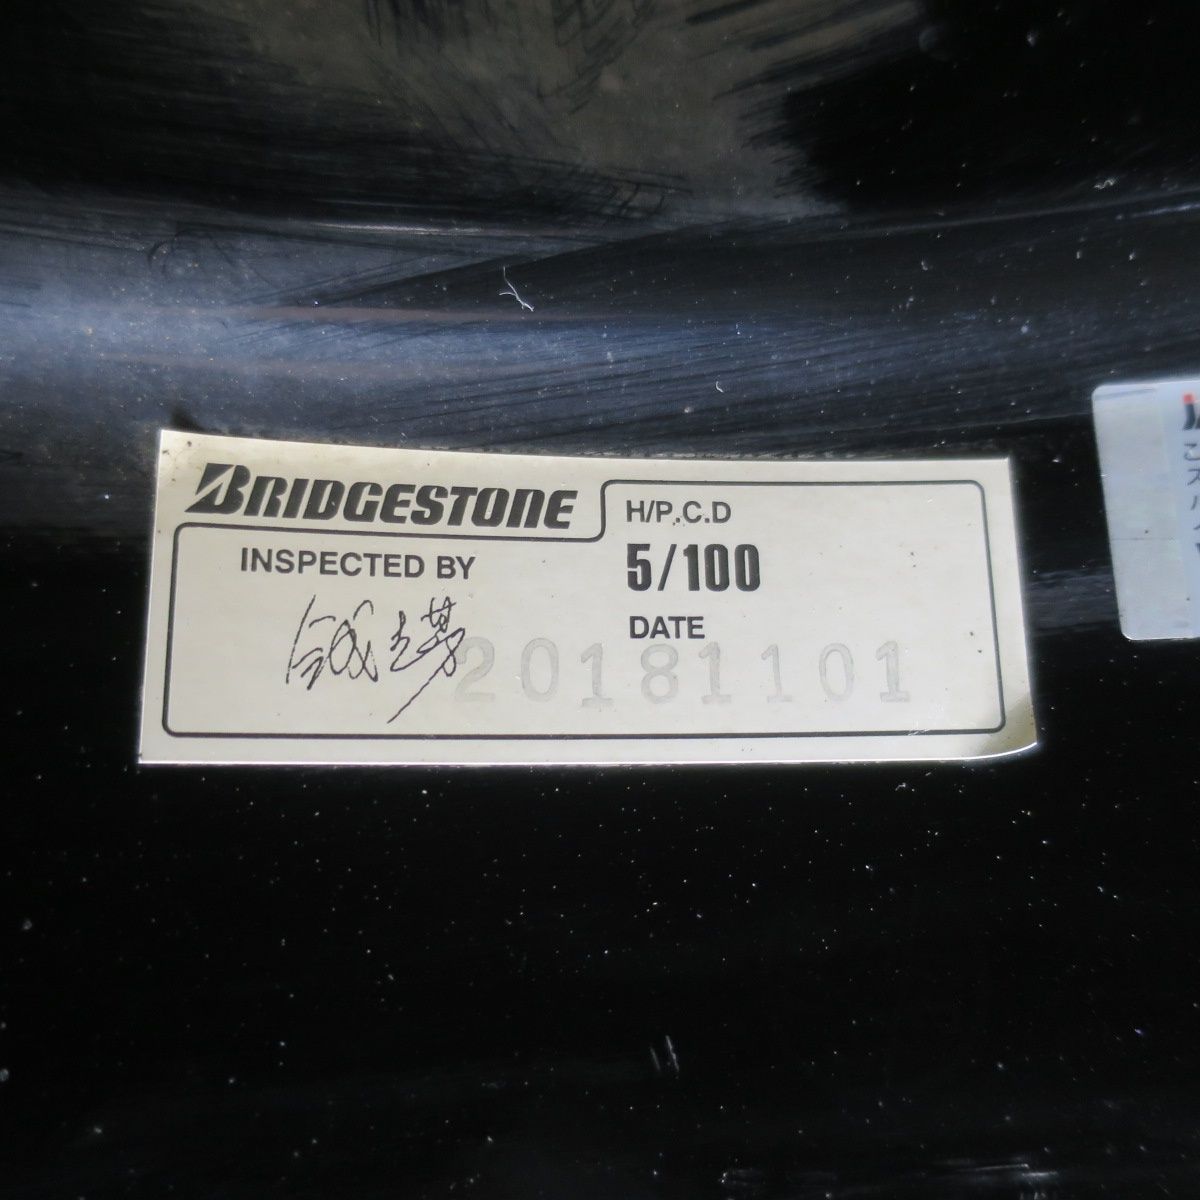 BRIDGESTONE
INSPECTED BY
H/P.C.D
5/100
DATE
20181101